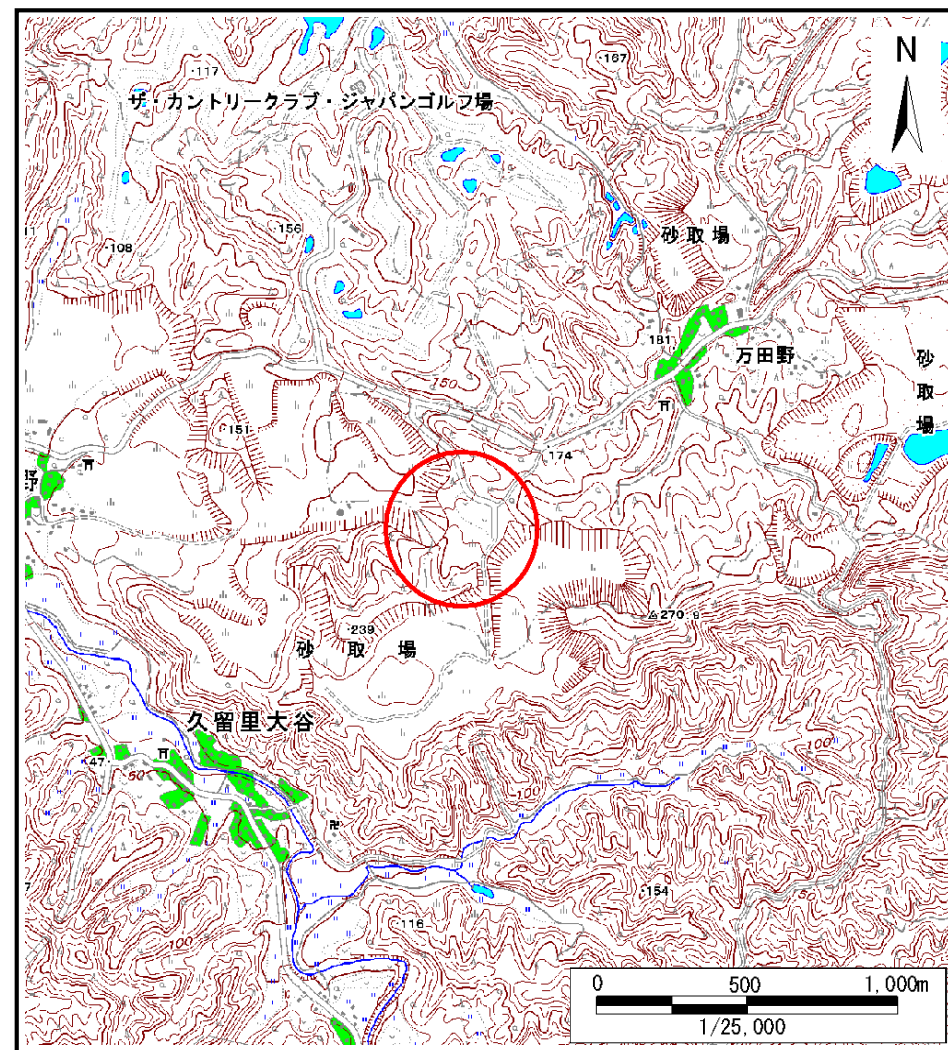 N
・117
・167
ザ・カントリークラブ・ジャパンゴルフ場
156
・108
砂取場
181
万田野
砂取場
150
・151
174
野
△270.9
・239
砂取場
久留里大谷
47
50
100
100
・154
・116
100
50
0 500 1,000m
1/25,000